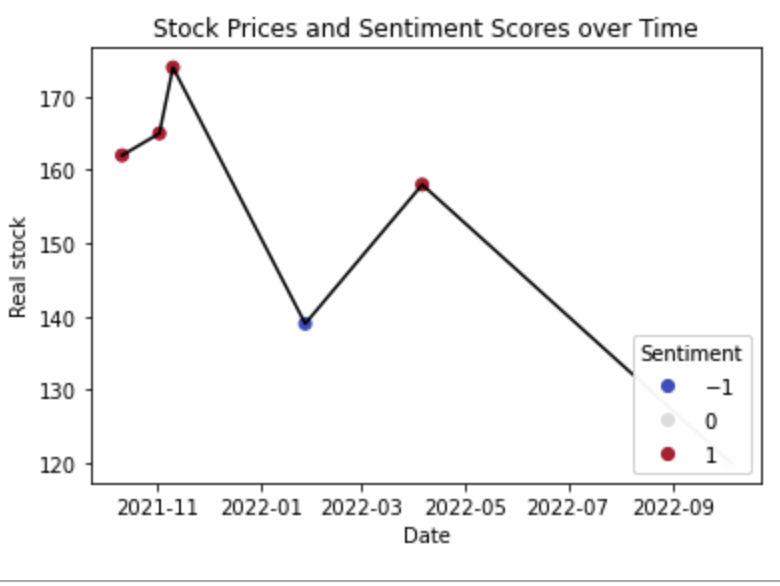 Stock Prices and Sentiment Scores over Time
170
160
150
140
130
120
Real stock
Sentiment
−1
0
1
2021-11 2022-01 2022-03 2022-05 2022-07 2022-09
Date